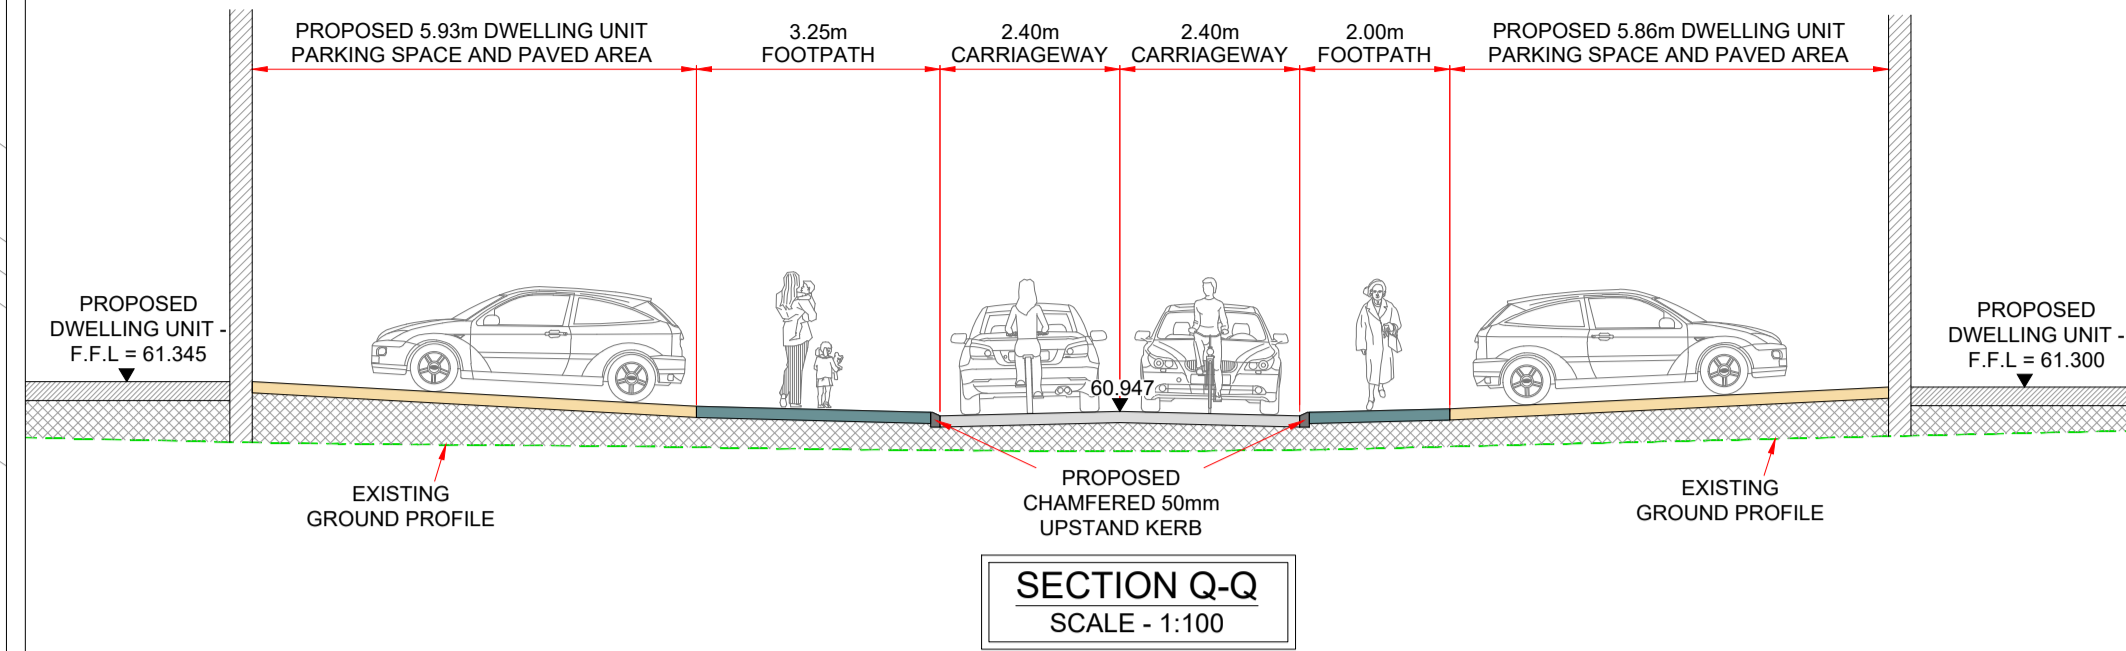 PROPOSED 5.93m DWELLING UNIT
PARKING SPACE AND PAVED AREA
3.25m
FOOTPATH
2.40m
CARRIAGEWAY
2.40m
CARRIAGEWAY
2.00m
FOOTPATH
PROPOSED 5.86m DWELLING UNIT
PARKING SPACE AND PAVED AREA
PROPOSED
DWELLING UNIT -
F.F.L = 61.345
60.947
PROPOSED
DWELLING UNIT -
F.F.L = 61.300
EXISTING
GROUND PROFILE
PROPOSED
CHAMFERED 50mm
UPSTAND KERB
EXISTING
GROUND PROFILE
SECTION Q-Q
SCALE - 1:100